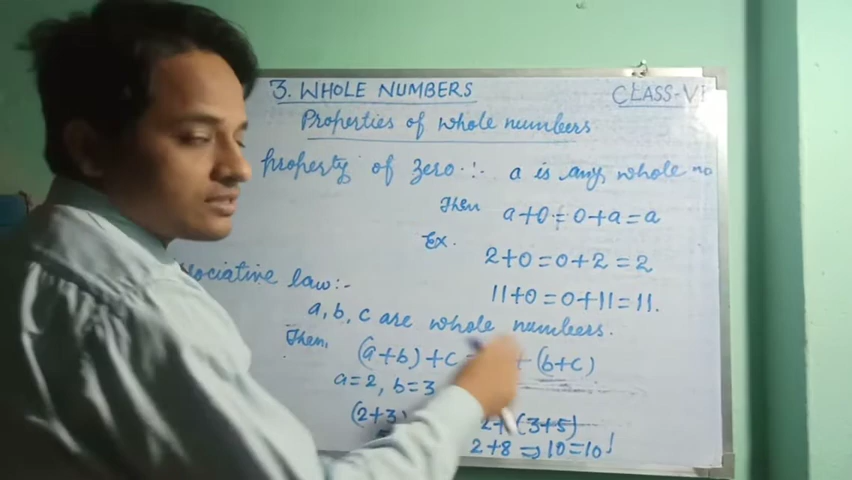 3. WHOLE NUMBERS
CLASS-VI
Properties of whole numbers
property of zero :- a is any whole no
Then a+0=0+a=a
Ex. 2+0=0+2=2
11+0=0+11=11.
ociative law:-
a, b, c are whole numbers.
Then, (a+b)+c = + (b+c)
a=2, b=3
(2+3) 2+(3+5)
2+8 ⇒ 10=10